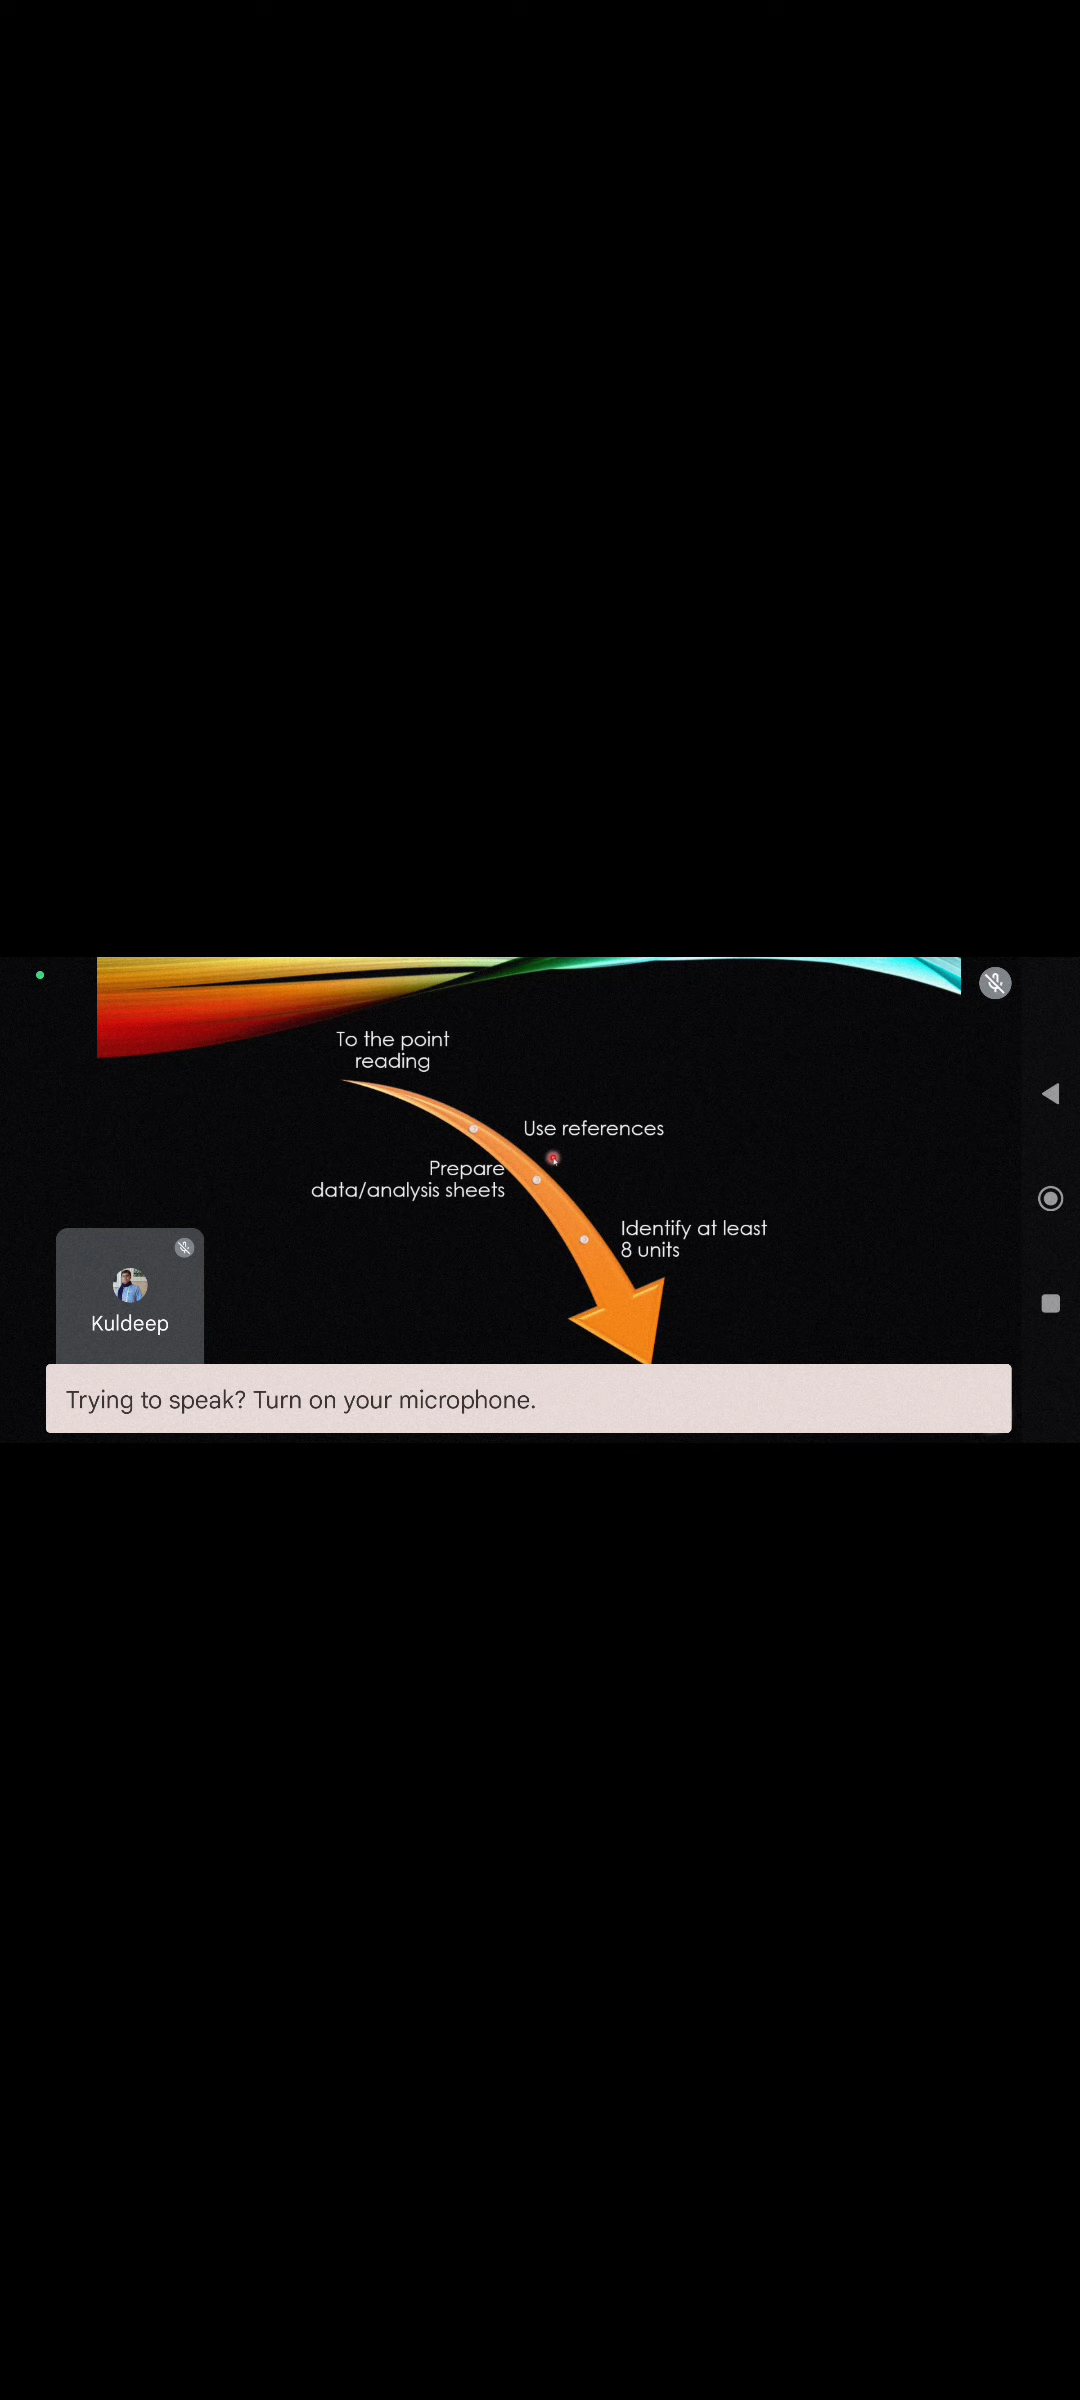 To the point
reading
Use references
Prepare
data/analysis sheets
Identify at least
8 units
Kuldeep
Trying to speak? Turn on your microphone.